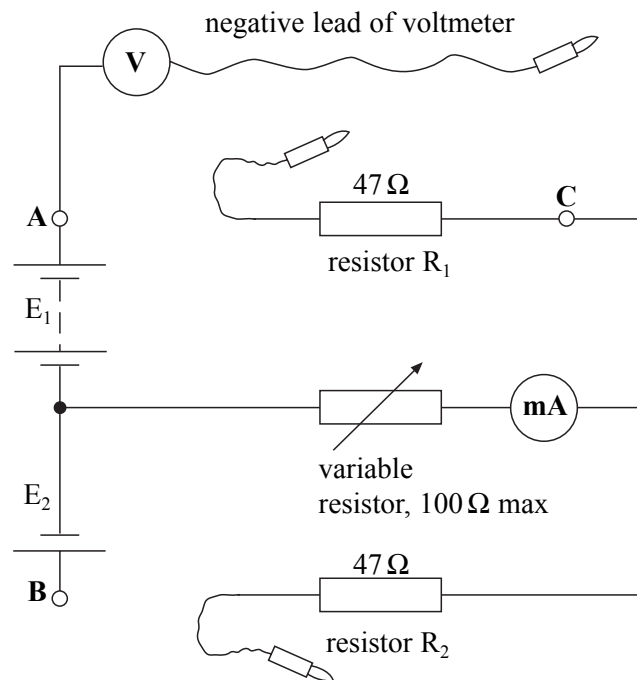 negative lead of voltmeter
V
47 Ω
A
C
resistor R₁
E₁
mA
variable
resistor, 100 Ω max
E₂
47 Ω
B
resistor R₂